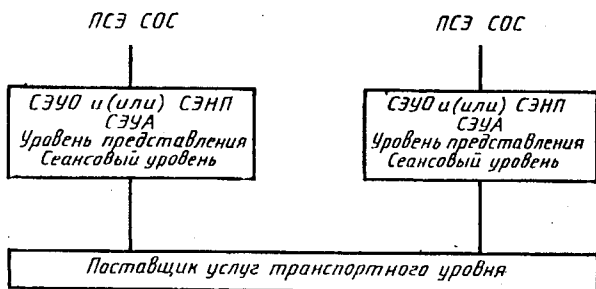 ПСЭ СОС
ПСЭ СОС
СЭУО и (или) СЭНП
СЭУА
Уровень представления
Сеансовый уровень
СЭУО и (или) СЭНП
СЭУА
Уровень представления
Сеансовый уровень
Поставщик услуг транспортного уровня